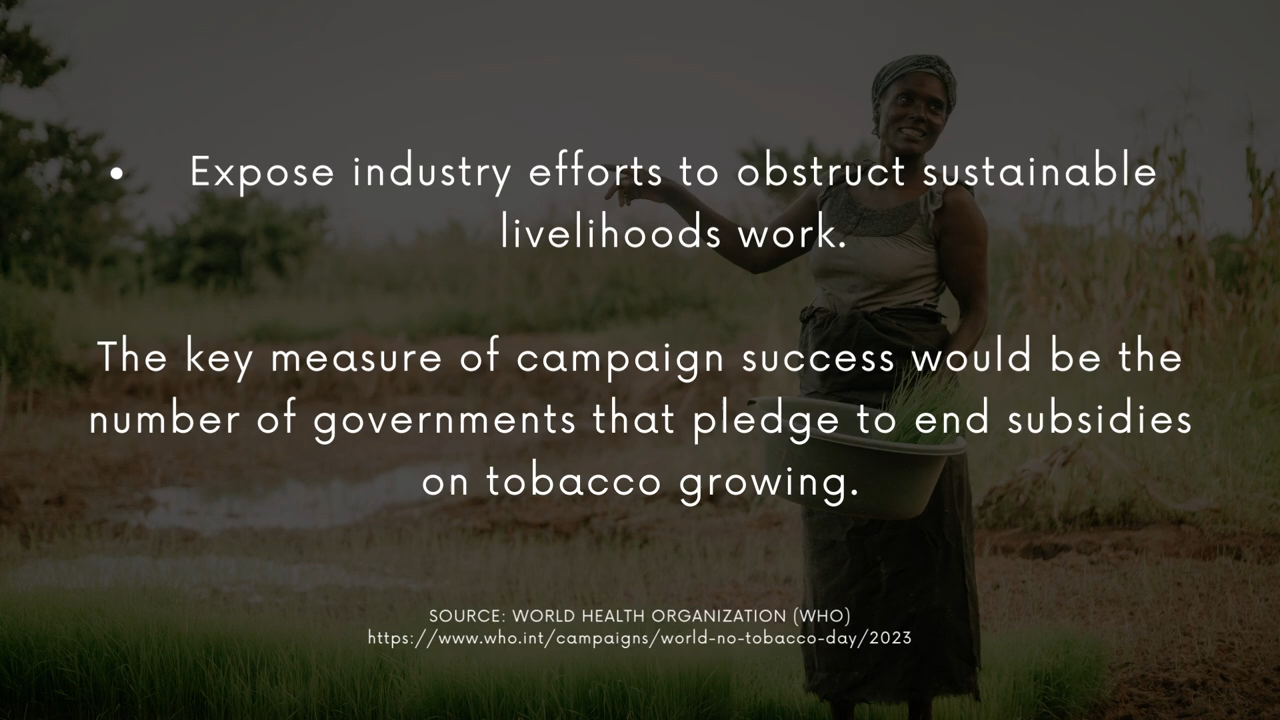 • Expose industry efforts to obstruct sustainable
livelihoods work.
The key measure of campaign success would be the
number of governments that pledge to end subsidies
on tobacco growing.
SOURCE: WORLD HEALTH ORGANIZATION (WHO)
https://www.who.int/campaigns/world-no-tobacco-day/2023